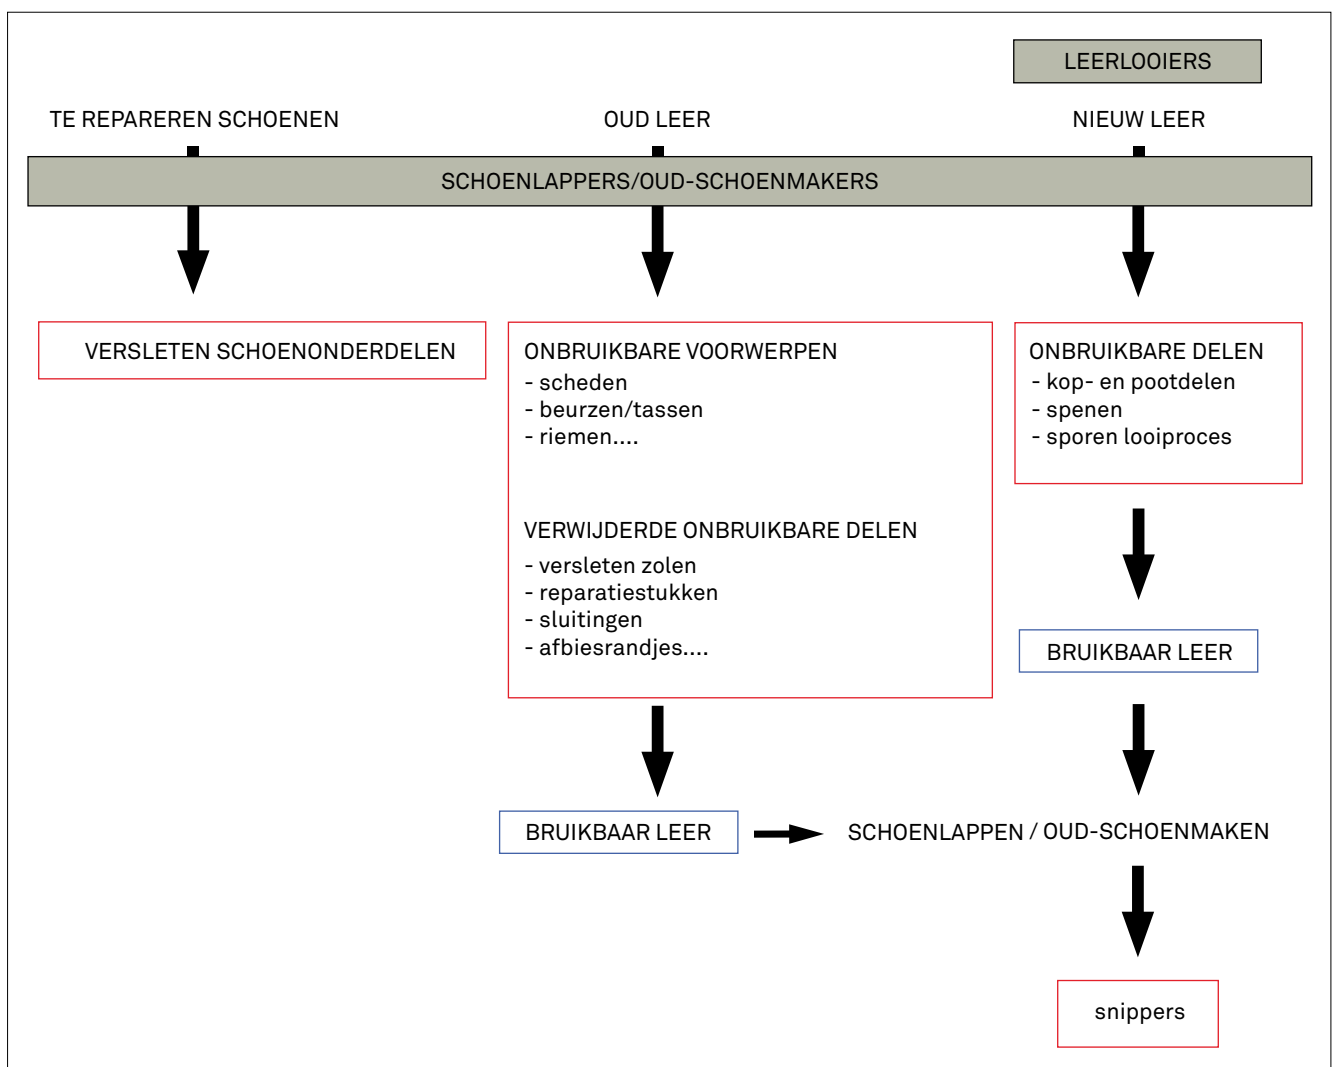 LEERLOOIERS
TE REPAREREN SCHOENEN
OUD LEER
NIEUW LEER
SCHOENLAPPERS/OUD-SCHOENMAKERS
VERSLETEN SCHOENONDERDELEN
ONBRUIKBARE VOORWERPEN
- scheden
- beurzen/tassen
- riemen....
VERWIJDERDE ONBRUIKBARE DELEN
- versleten zolen
- reparatiestukken
- sluitingen
- afbiesrandjes....
ONBRUIKBARE DELEN
- kop- en pootdelen
- spenen
- sporen looiproces
BRUIKBAAR LEER
BRUIKBAAR LEER
SCHOENLAPPEN / OUD-SCHOENMAKEN
snippers